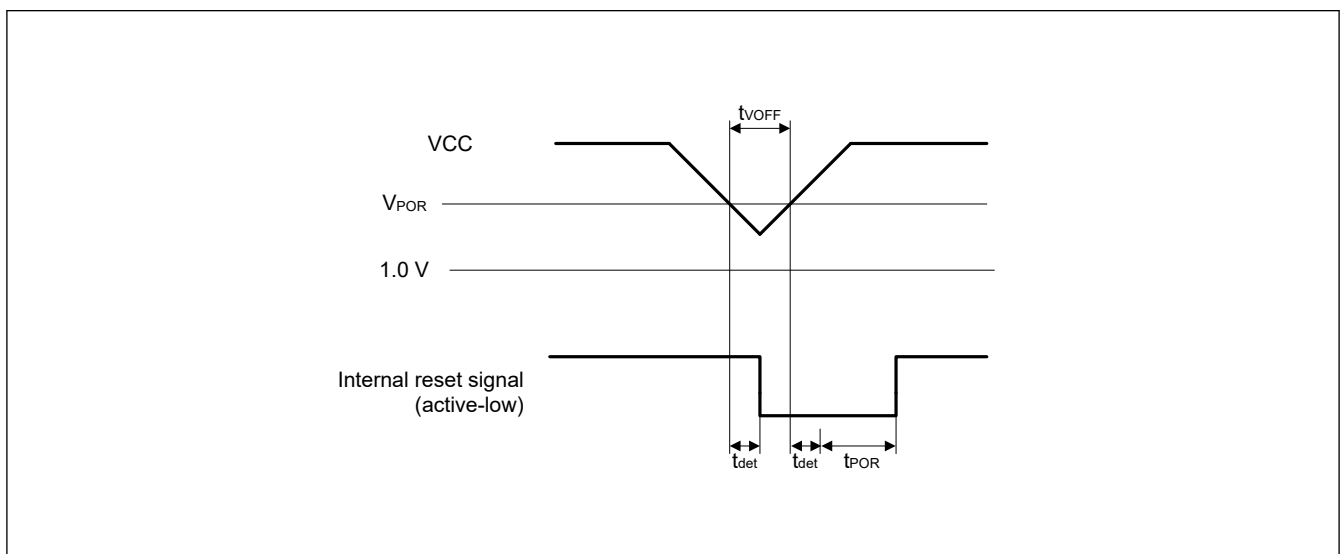 tVOFF
VCC
VPOR
1.0 V
Internal reset signal
(active-low)
tdet
tdet
tPOR